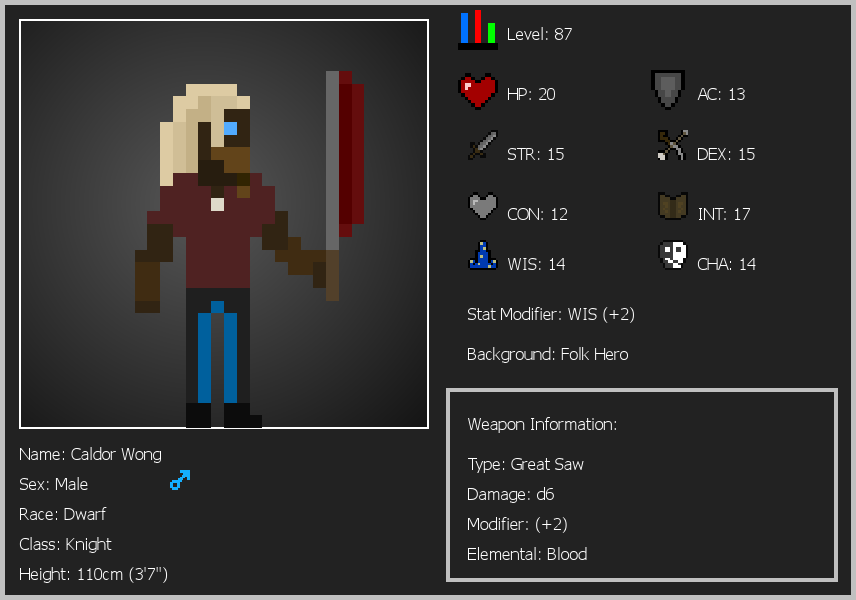 Level: 87
HP: 20
AC: 13
STR: 15
DEX: 15
CON: 12
INT: 17
WIS: 14
CHA: 14
Stat Modifier: WIS (+2)
Background: Folk Hero
Weapon Information:
Type: Great Saw
Damage: d6
Modifier: (+2)
Elemental: Blood
Name: Caldor Wong
Sex: Male
Race: Dwarf
Class: Knight
Height: 110cm (3'7")